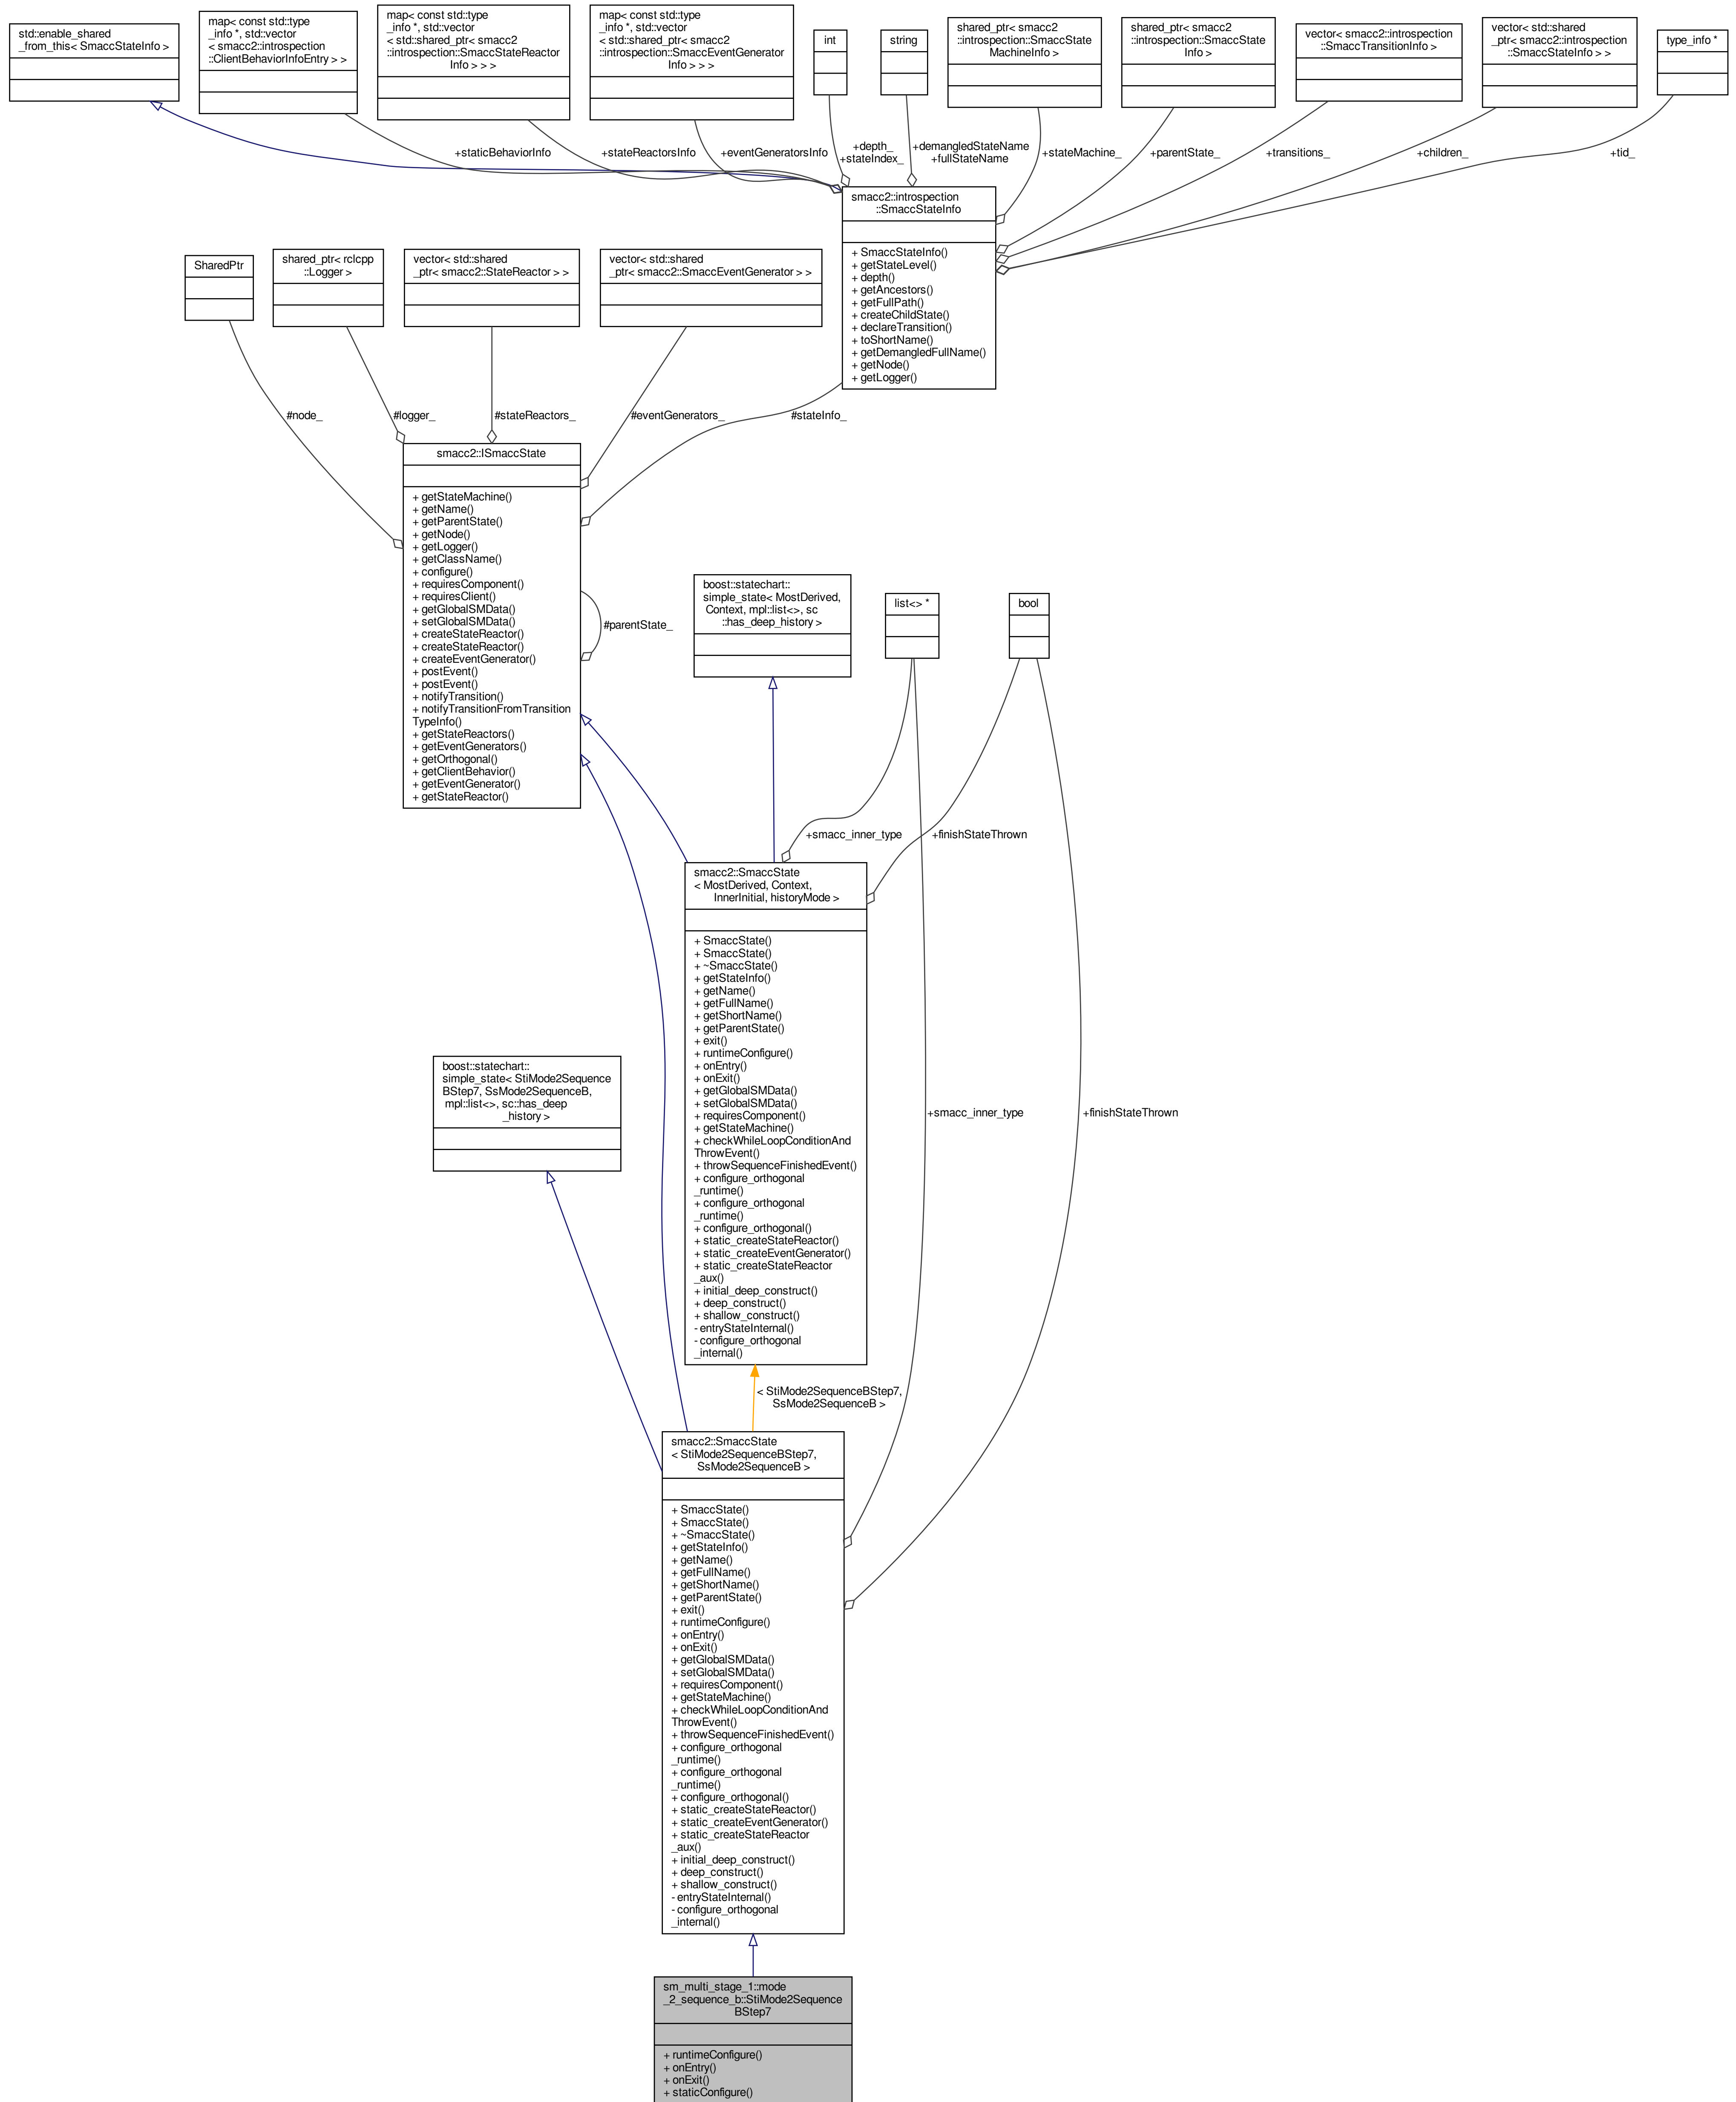 std::enable_shared
_from_this< SmaccStateInfo >
map< const std::type
_info *, std::vector
< smacc2::introspection
::ClientBehaviorInfoEntry > >
map< const std::type
_info *, std::vector
< std::shared_ptr< smacc2
::introspection::SmaccStateReactor
Info > > >
map< const std::type
_info *, std::vector
< std::shared_ptr< smacc2
::introspection::SmaccEventGenerator
Info > > >
int
string
shared_ptr< smacc2
::introspection::SmaccState
MachineInfo >
shared_ptr< smacc2
::introspection::SmaccState
Info >
vector< smacc2::introspection
::SmaccTransitionInfo >
vector< std::shared
_ptr< smacc2::introspection
::SmaccStateInfo > >
type_info *
+staticBehaviorInfo
+stateReactorsInfo
+eventGeneratorsInfo
+depth_
+stateIndex_
+demangledStateName
+fullStateName
+stateMachine_
+parentState_
+transitions_
+children_
+tid_
smacc2::introspection
::SmaccStateInfo
+ SmaccStateInfo()
+ getStateLevel()
+ depth()
+ getAncestors()
+ getFullPath()
+ createChildState()
+ declareTransition()
+ toShortName()
+ getDemangledFullName()
+ getNode()
+ getLogger()
SharedPtr
shared_ptr< rclcpp
::Logger >
vector< std::shared
_ptr< smacc2::StateReactor > >
vector< std::shared
_ptr< smacc2::SmaccEventGenerator > >
#node_
#logger_
#stateReactors_
#eventGenerators_
#stateInfo_
smacc2::ISmaccState
+ getStateMachine()
+ getName()
+ getParentState()
+ getNode()
+ getLogger()
+ getClassName()
+ configure()
+ requiresComponent()
+ requiresClient()
+ getGlobalSMData()
+ setGlobalSMData()
+ createStateReactor()
+ createStateReactor()
+ createEventGenerator()
+ postEvent()
+ postEvent()
+ notifyTransition()
+ notifyTransitionFromTransition
TypeInfo()
+ getStateReactors()
+ getEventGenerators()
+ getOrthogonal()
+ getClientBehavior()
+ getEventGenerator()
+ getStateReactor()
#parentState_
boost::statechart::
simple_state< MostDerived,
Context, mpl::list<>, sc
::has_deep_history >
list<> *
bool
+smacc_inner_type
+finishStateThrown
smacc2::SmaccState
< MostDerived, Context,
InnerInitial, historyMode >
+ SmaccState()
+ SmaccState()
+ ~SmaccState()
+ getStateInfo()
+ getName()
+ getFullName()
+ getShortName()
+ getParentState()
+ exit()
+ runtimeConfigure()
+ onEntry()
+ onExit()
+ getGlobalSMData()
+ setGlobalSMData()
+ requiresComponent()
+ getStateMachine()
+ checkWhileLoopConditionAnd
ThrowEvent()
+ throwSequenceFinishedEvent()
+ configure_orthogonal
_runtime()
+ configure_orthogonal
_runtime()
+ configure_orthogonal()
+ static_createStateReactor()
+ static_createEventGenerator()
+ static_createStateReactor
_aux()
+ initial_deep_construct()
+ deep_construct()
+ shallow_construct()
- entryStateInternal()
- configure_orthogonal
_internal()
boost::statechart::
simple_state< StiMode2Sequence
BStep7, SsMode2SequenceB,
mpl::list<>, sc::has_deep
_history >
+smacc_inner_type
+finishStateThrown
< StiMode2SequenceBStep7,
SsMode2SequenceB >
smacc2::SmaccState
< StiMode2SequenceBStep7,
SsMode2SequenceB >
+ SmaccState()
+ SmaccState()
+ ~SmaccState()
+ getStateInfo()
+ getName()
+ getFullName()
+ getShortName()
+ getParentState()
+ exit()
+ runtimeConfigure()
+ onEntry()
+ onExit()
+ getGlobalSMData()
+ setGlobalSMData()
+ requiresComponent()
+ getStateMachine()
+ checkWhileLoopConditionAnd
ThrowEvent()
+ throwSequenceFinishedEvent()
+ configure_orthogonal
_runtime()
+ configure_orthogonal
_runtime()
+ configure_orthogonal()
+ static_createStateReactor()
+ static_createEventGenerator()
+ static_createStateReactor
_aux()
+ initial_deep_construct()
+ deep_construct()
+ shallow_construct()
- entryStateInternal()
- configure_orthogonal
_internal()
sm_multi_stage_1::mode
_2_sequence_b::StiMode2Sequence
BStep7
+ runtimeConfigure()
+ onEntry()
+ onExit()
+ staticConfigure()